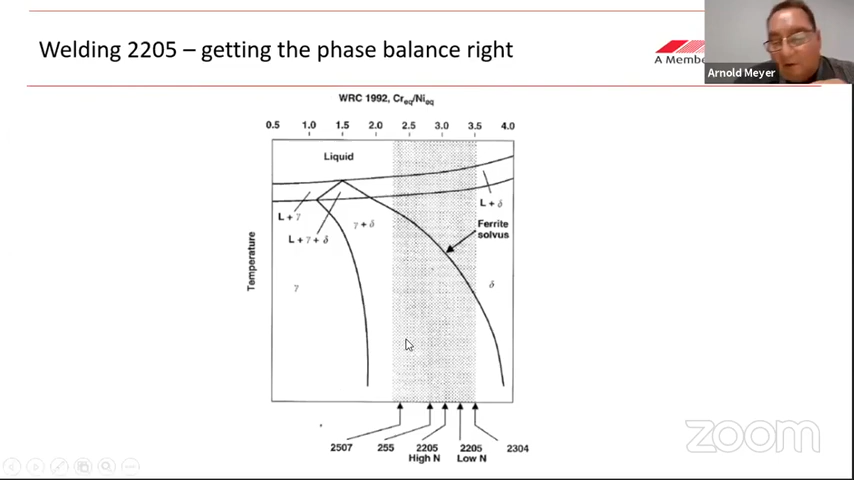 Welding 2205 – getting the phase balance right
A Memb
Arnold Meyer
WRC 1992, Creq/Nieq
0.5 1.0 1.5 2.0 2.5 3.0 3.5 4.0
Liquid
L + δ
L + γ
γ + δ
L + γ + δ
Ferrite
solvus
Temperature
γ
δ
2507 255 2205 2205 2304
High N Low N
zoom